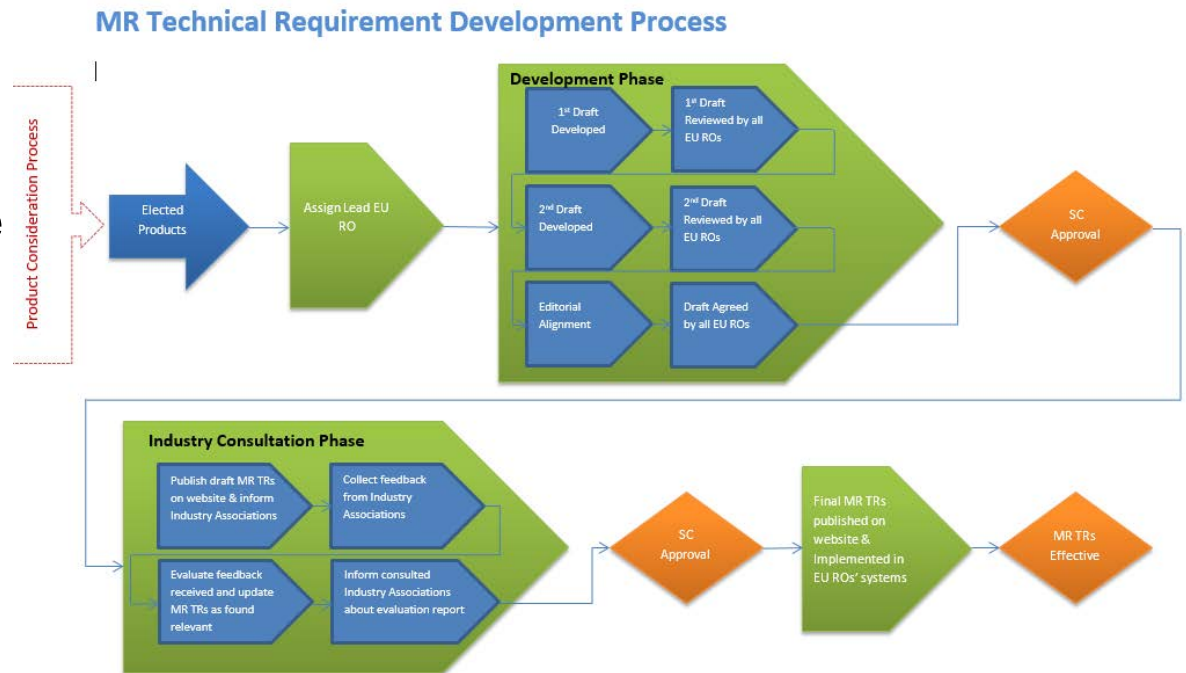 MR Technical Requirement Development Process
Product Consideration Process
e
Elected
Products
Assign Lead EU
RO
Development Phase
1st Draft
Developed
1st Draft
Reviewed by all
EU ROs
2nd Draft
Developed
2nd Draft
Reviewed by all
EU ROs
Editorial
Alignment
Draft Agreed
by all EU ROs
SC
Approval
Industry Consultation Phase
Publish draft MR TRs
on website & inform
Industry Associations
Collect feedback
from Industry
Associations
Evaluate feedback
received and update
MR TRs as found
relevant
Inform consulted
Industry Associations
about evaluation report
SC
Approval
Final MR TRs
published on
website &
Implemented in
EU ROs' systems
MR TRs
Effective